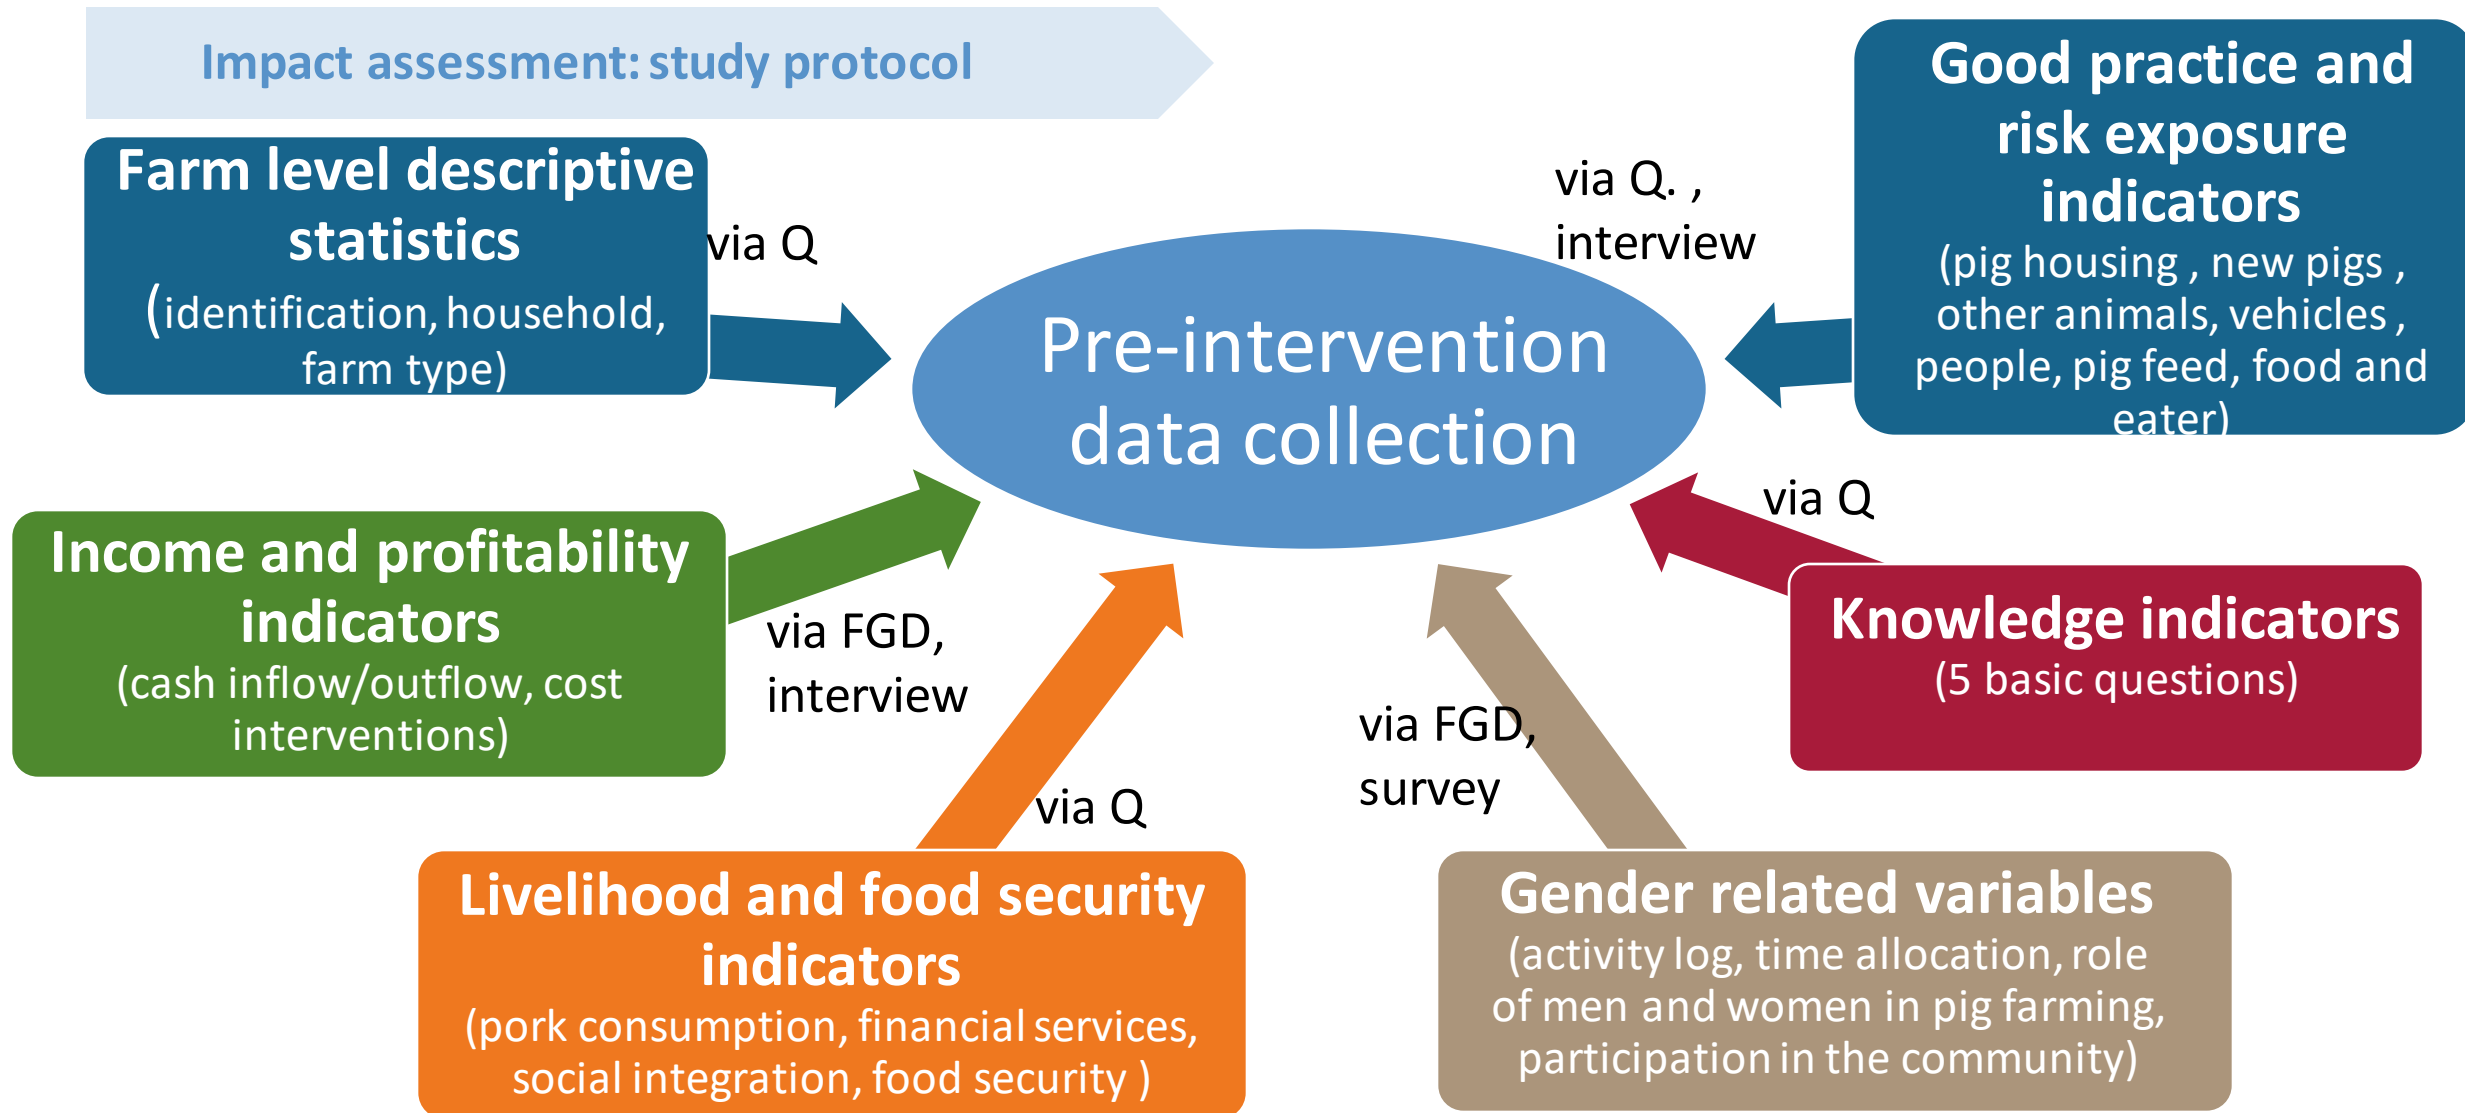 Impact assessment: study protocol
Farm level descriptive
statistics
(identification, household,
farm type)
via Q
Good practice and
risk exposure
indicators
(pig housing , new pigs ,
other animals, vehicles ,
people, pig feed, food and
eater)
via Q. ,
interview
Pre-intervention
data collection
Income and profitability
indicators
(cash inflow/outflow, cost
interventions)
via FGD,
interview
via Q
Knowledge indicators
(5 basic questions)
via Q
Livelihood and food security
indicators
(pork consumption, financial services,
social integration, food security )
via FGD,
survey
Gender related variables
(activity log, time allocation, role
of men and women in pig farming,
participation in the community)